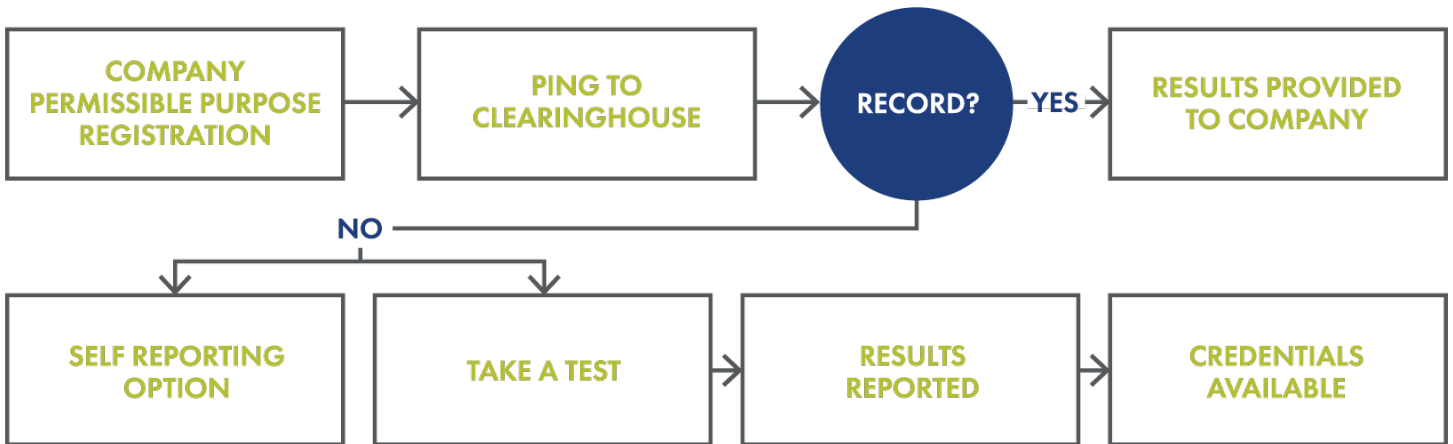 COMPANY
PERMISSIBLE PURPOSE
REGISTRATION
PING TO
CLEARINGHOUSE
RECORD?
YES
RESULTS PROVIDED
TO COMPANY
NO
SELF REPORTING
OPTION
TAKE A TEST
RESULTS
REPORTED
CREDENTIALS
AVAILABLE